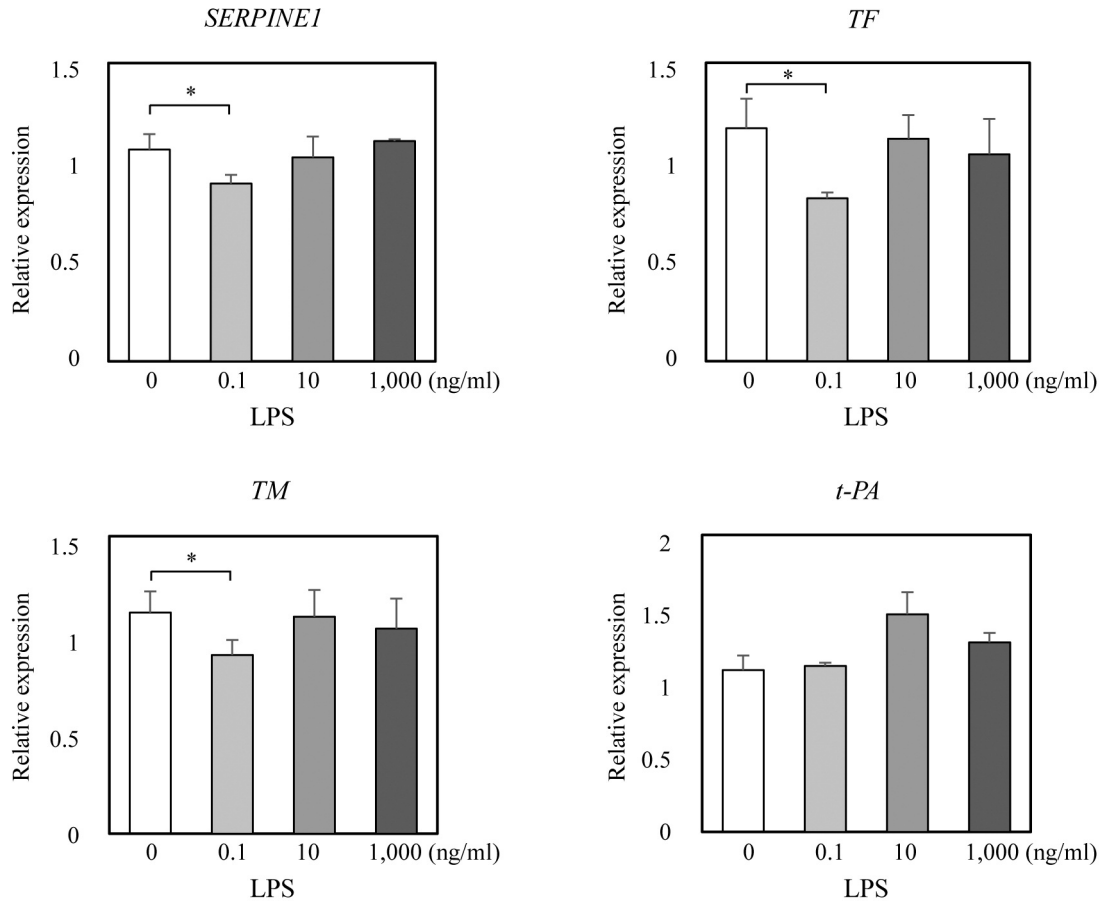 SERPINE1
*
1.5
1
0.5
0
Relative expression
0 0.1 10 1,000 (ng/ml)
LPS
TF
*
1.5
1
0.5
0
Relative expression
0 0.1 10 1,000 (ng/ml)
LPS
TM
*
1.5
1
0.5
0
Relative expression
0 0.1 10 1,000 (ng/ml)
LPS
t-PA
2
1.5
1
0.5
0
Relative expression
0 0.1 10 1,000 (ng/ml)
LPS